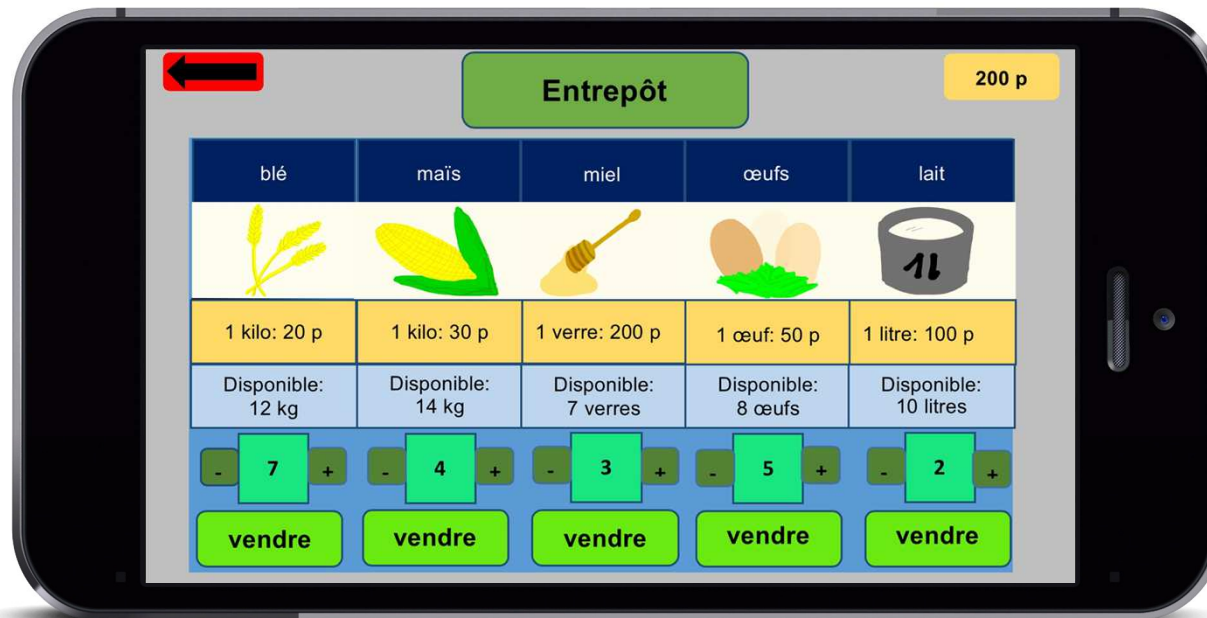 Entrepôt
200 p
blé
maïs
miel
œufs
lait
1L
1 kilo: 20 p
1 kilo: 30 p
1 verre: 200 p
1 œuf: 50 p
1 litre: 100 p
Disponible:
12 kg
Disponible:
14 kg
Disponible:
7 verres
Disponible:
8 œufs
Disponible:
10 litres
- 7 +
- 4 +
- 3 +
- 5 +
- 2 +
vendre
vendre
vendre
vendre
vendre